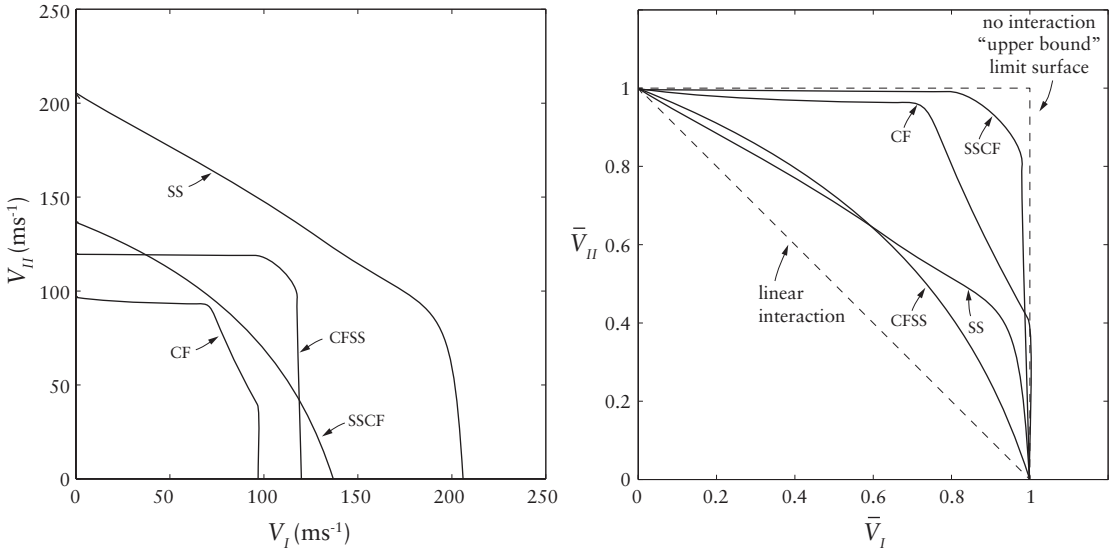 250
200
150
100
50
0
0 50 100 150 200 250
V_II (ms⁻¹)
V_I (ms⁻¹)
SS
CFSS
CF
SSCF
no interaction
“upper bound”
limit surface
1
0.8
0.6
0.4
0.2
0
0 0.2 0.4 0.6 0.8 1
V̄_II
V̄_I
CF
SSCF
linear
interaction
CFSS
SS